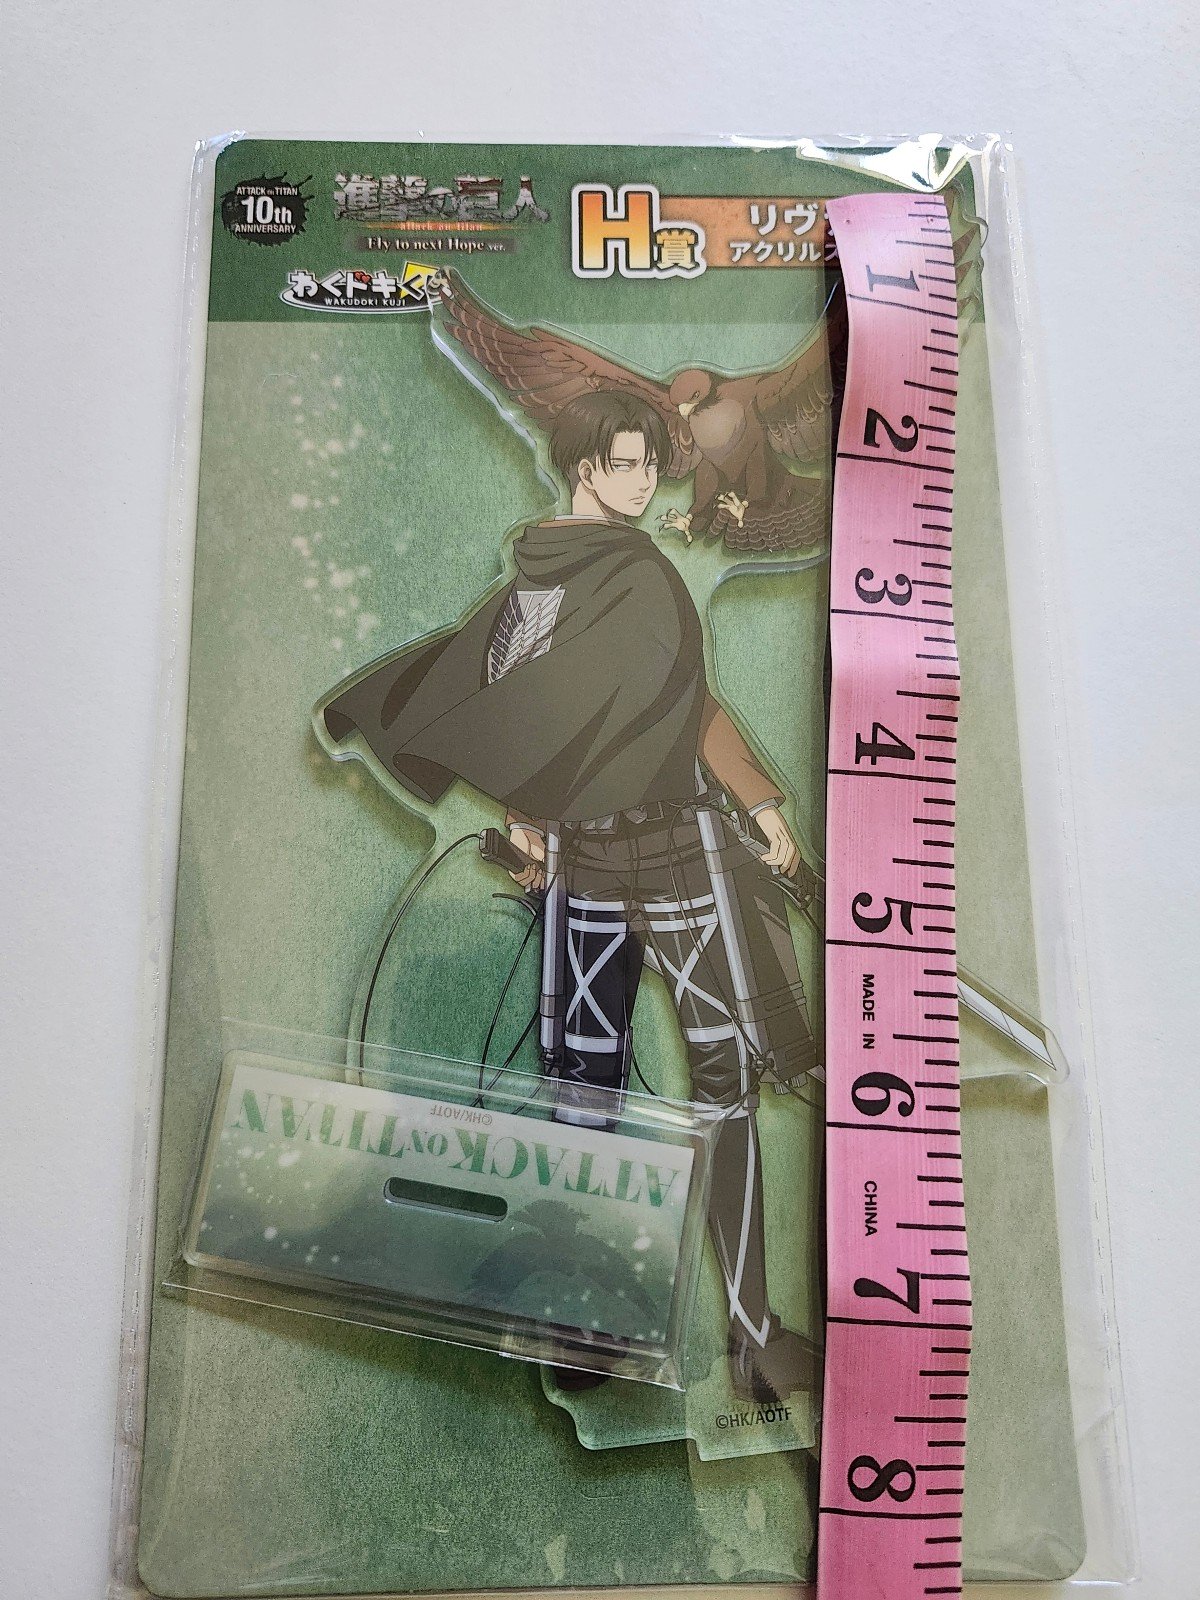 ATTACK ON TITAN
10th
ANNIVERSARY
進撃の巨人
attack on titan
Fly to next Hope ver.
わくドキくじ
WAKUDOKI KUJI
H賞
リヴ
アクリルス
1
2
3
4
5
MADE IN
6
CHINA
7
8
ATTACK ON TITAN
©HK/AOTF
©HK/AOTF